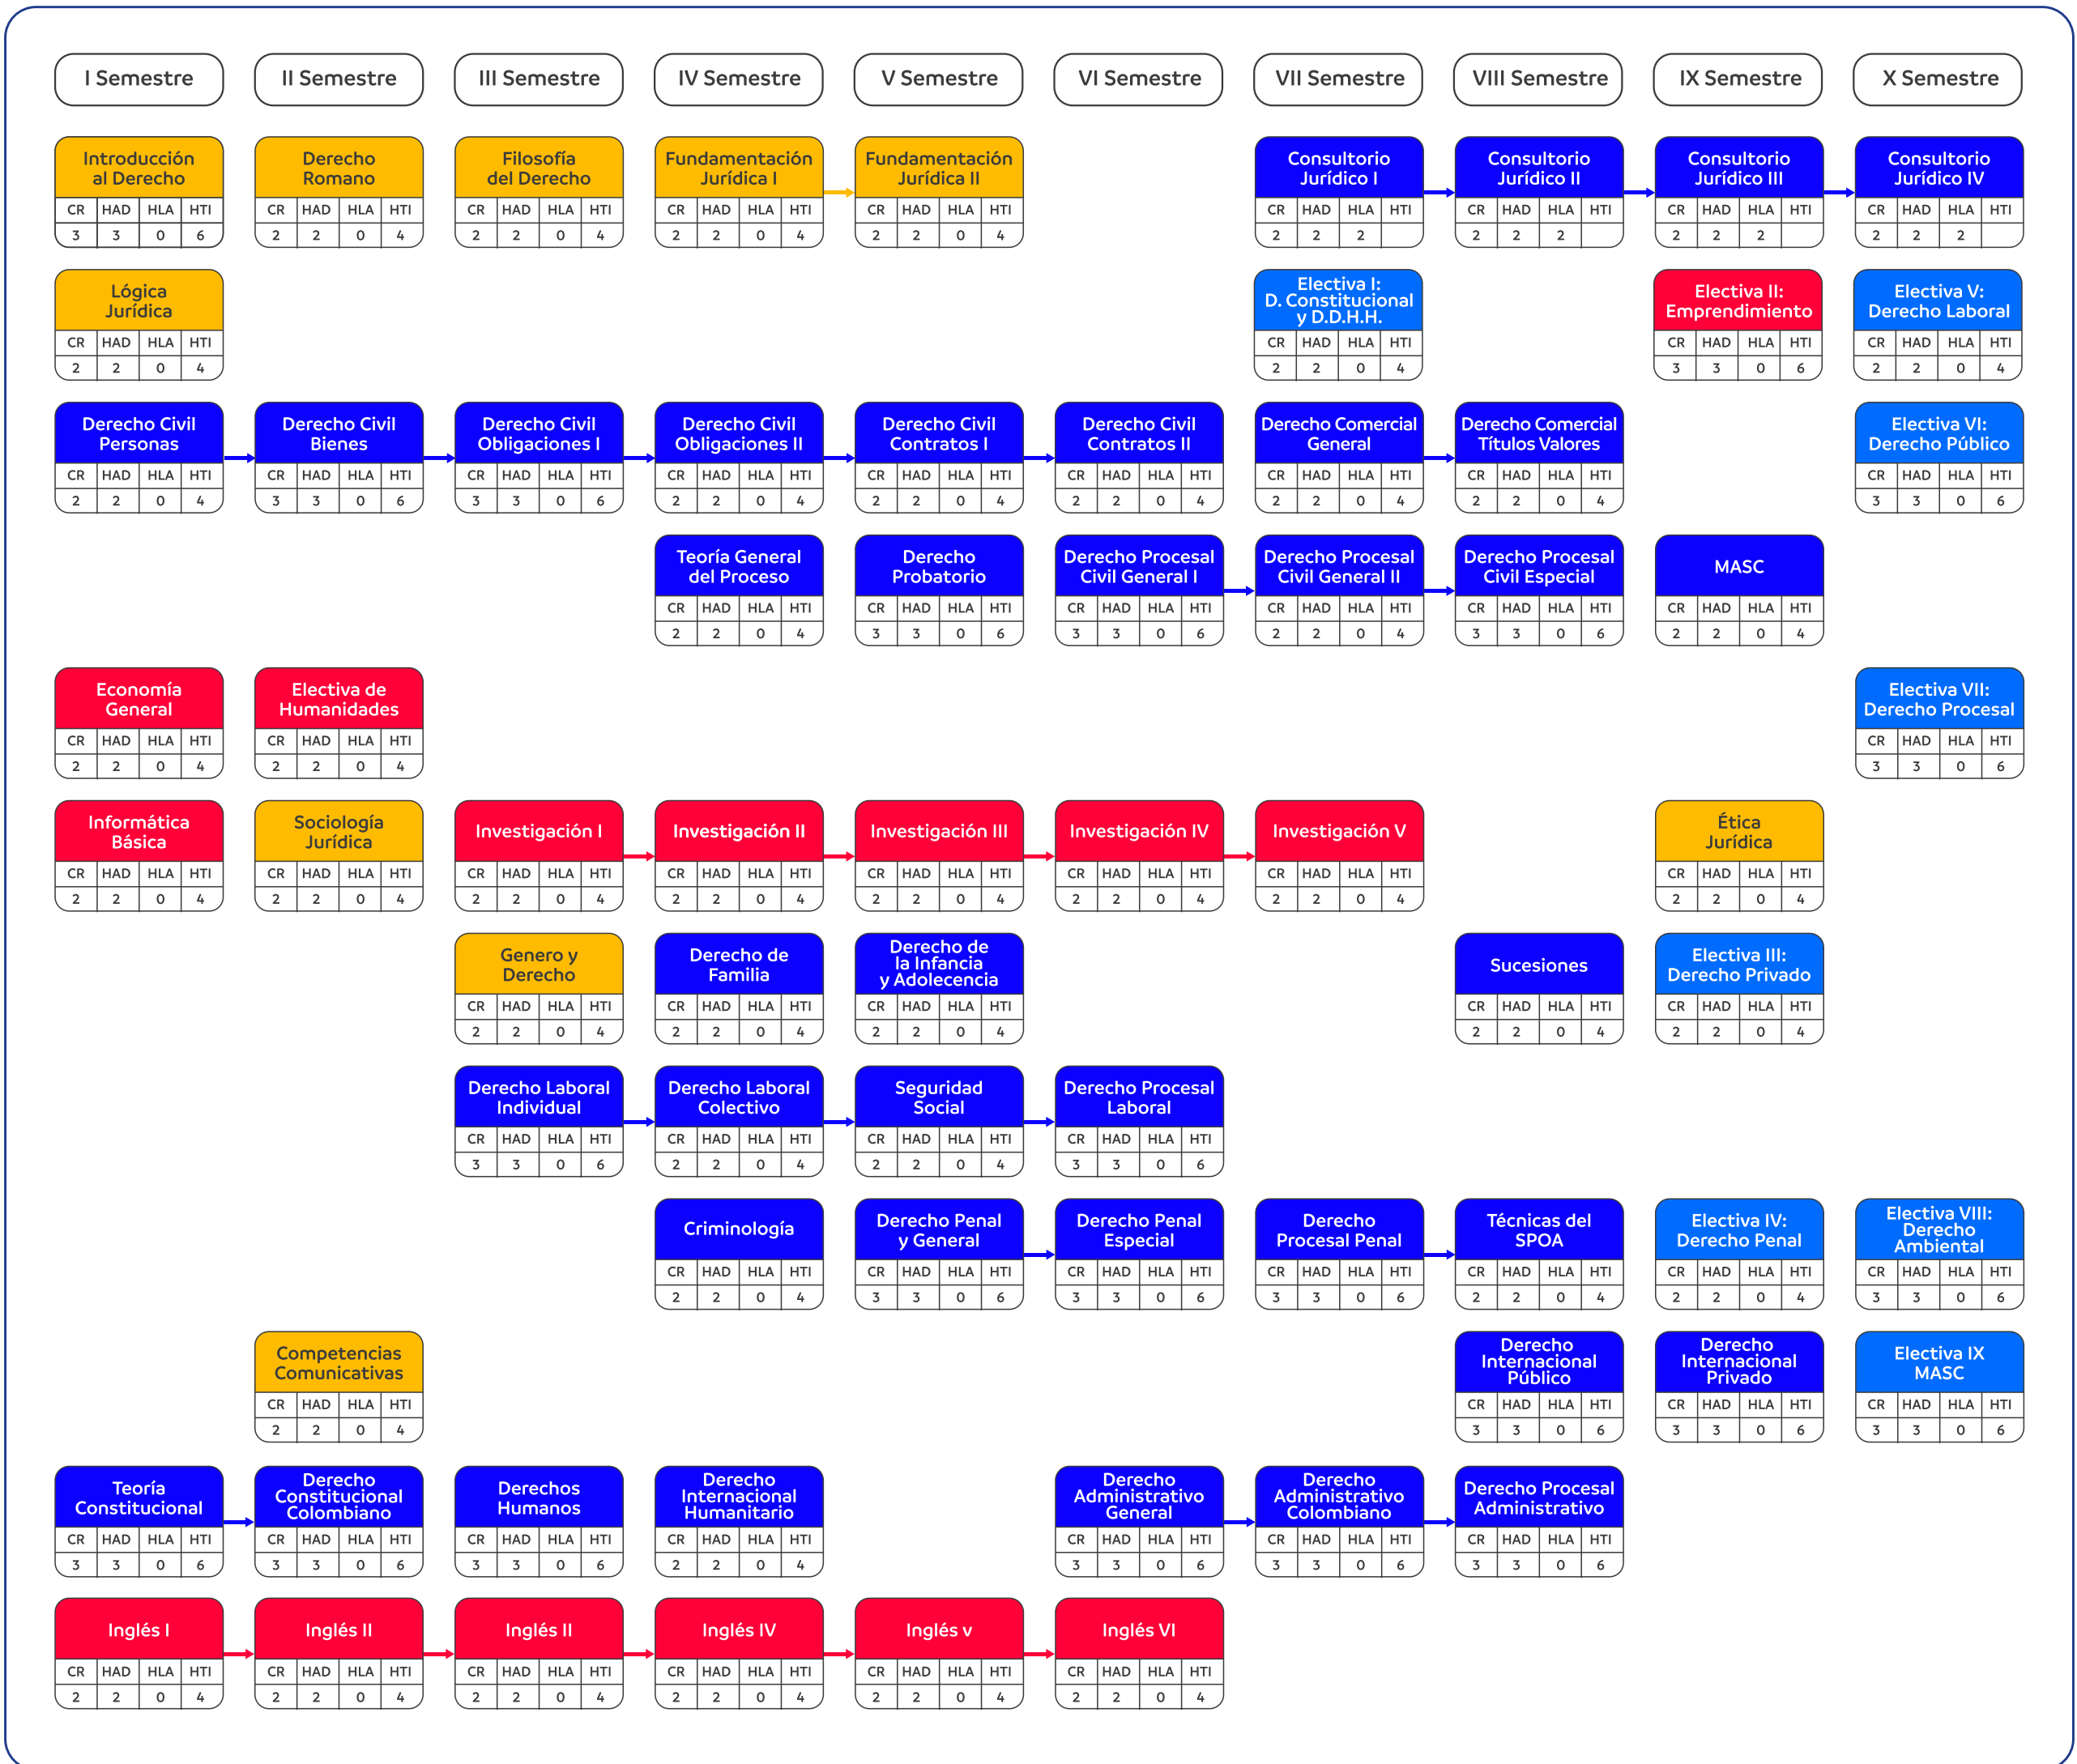 I Semestre
II Semestre
III Semestre
IV Semestre
V Semestre
VI Semestre
VII Semestre
VIII Semestre
IX Semestre
X Semestre
Introducción
al Derecho
CR HAD HLA HTI
3 3 0 6
Derecho
Romano
CR HAD HLA HTI
2 2 0 4
Filosofía
del Derecho
CR HAD HLA HTI
2 2 0 4
Fundamentación
Jurídica I
CR HAD HLA HTI
2 2 0 4
Fundamentación
Jurídica II
CR HAD HLA HTI
2 2 0 4
Consultorio
Jurídico I
CR HAD HLA HTI
2 2 2
Consultorio
Jurídico II
CR HAD HLA HTI
2 2 2
Consultorio
Jurídico III
CR HAD HLA HTI
2 2 2
Consultorio
Jurídico IV
CR HAD HLA HTI
2 2 2
Lógica
Jurídica
CR HAD HLA HTI
2 2 0 4
Electiva I:
D. Constitucional
y D.D.H.H.
CR HAD HLA HTI
2 2 0 4
Electiva II:
Emprendimiento
CR HAD HLA HTI
3 3 0 6
Electiva V:
Derecho Laboral
CR HAD HLA HTI
2 2 0 4
Derecho Civil
Personas
CR HAD HLA HTI
2 2 0 4
Derecho Civil
Bienes
CR HAD HLA HTI
3 3 0 6
Derecho Civil
Obligaciones I
CR HAD HLA HTI
3 3 0 6
Derecho Civil
Obligaciones II
CR HAD HLA HTI
2 2 0 4
Derecho Civil
Contratos I
CR HAD HLA HTI
2 2 0 4
Derecho Civil
Contratos II
CR HAD HLA HTI
2 2 0 4
Derecho Comercial
General
CR HAD HLA HTI
2 2 0 4
Derecho Comercial
Títulos Valores
CR HAD HLA HTI
2 2 0 4
Electiva VI:
Derecho Público
CR HAD HLA HTI
3 3 0 6
Teoría General
del Proceso
CR HAD HLA HTI
2 2 0 4
Derecho
Probatorio
CR HAD HLA HTI
3 3 0 6
Derecho Procesal
Civil General I
CR HAD HLA HTI
3 3 0 6
Derecho Procesal
Civil General II
CR HAD HLA HTI
2 2 0 4
Derecho Procesal
Civil Especial
CR HAD HLA HTI
3 3 0 6
MASC
CR HAD HLA HTI
2 2 0 4
Economía
General
CR HAD HLA HTI
2 2 0 4
Electiva de
Humanidades
CR HAD HLA HTI
2 2 0 4
Electiva VII:
Derecho Procesal
CR HAD HLA HTI
3 3 0 6
Informática
Básica
CR HAD HLA HTI
2 2 0 4
Sociología
Jurídica
CR HAD HLA HTI
2 2 0 4
Investigación I
CR HAD HLA HTI
2 2 0 4
Investigación II
CR HAD HLA HTI
2 2 0 4
Investigación III
CR HAD HLA HTI
2 2 0 4
Investigación IV
CR HAD HLA HTI
2 2 0 4
Investigación V
CR HAD HLA HTI
2 2 0 4
Ética
Jurídica
CR HAD HLA HTI
2 2 0 4
Genero y
Derecho
CR HAD HLA HTI
2 2 0 4
Derecho de
Familia
CR HAD HLA HTI
2 2 0 4
Derecho de
la Infancia
y Adolecencia
CR HAD HLA HTI
2 2 0 4
Sucesiones
CR HAD HLA HTI
2 2 0 4
Electiva III:
Derecho Privado
CR HAD HLA HTI
2 2 0 4
Derecho Laboral
Individual
CR HAD HLA HTI
3 3 0 6
Derecho Laboral
Colectivo
CR HAD HLA HTI
2 2 0 4
Seguridad
Social
CR HAD HLA HTI
2 2 0 4
Derecho Procesal
Laboral
CR HAD HLA HTI
3 3 0 6
Criminología
CR HAD HLA HTI
2 2 0 4
Derecho Penal
y General
CR HAD HLA HTI
3 3 0 6
Derecho Penal
Especial
CR HAD HLA HTI
3 3 0 6
Derecho
Procesal Penal
CR HAD HLA HTI
3 3 0 6
Técnicas del
SPOA
CR HAD HLA HTI
2 2 0 4
Electiva IV:
Derecho Penal
CR HAD HLA HTI
2 2 0 4
Electiva VIII:
Derecho
Ambiental
CR HAD HLA HTI
3 3 0 6
Competencias
Comunicativas
CR HAD HLA HTI
2 2 0 4
Derecho
Internacional
Público
CR HAD HLA HTI
3 3 0 6
Derecho
Internacional
Privado
CR HAD HLA HTI
3 3 0 6
Electiva IX
MASC
CR HAD HLA HTI
3 3 0 6
Teoría
Constitucional
CR HAD HLA HTI
3 3 0 6
Derecho
Constitucional
Colombiano
CR HAD HLA HTI
3 3 0 6
Derechos
Humanos
CR HAD HLA HTI
3 3 0 6
Derecho
Internacional
Humanitario
CR HAD HLA HTI
2 2 0 4
Derecho
Administrativo
General
CR HAD HLA HTI
3 3 0 6
Derecho
Administrativo
Colombiano
CR HAD HLA HTI
3 3 0 6
Derecho Procesal
Administrativo
CR HAD HLA HTI
3 3 0 6
Inglés I
CR HAD HLA HTI
2 2 0 4
Inglés II
CR HAD HLA HTI
2 2 0 4
Inglés II
CR HAD HLA HTI
2 2 0 4
Inglés IV
CR HAD HLA HTI
2 2 0 4
Inglés v
CR HAD HLA HTI
2 2 0 4
Inglés VI
CR HAD HLA HTI
2 2 0 4